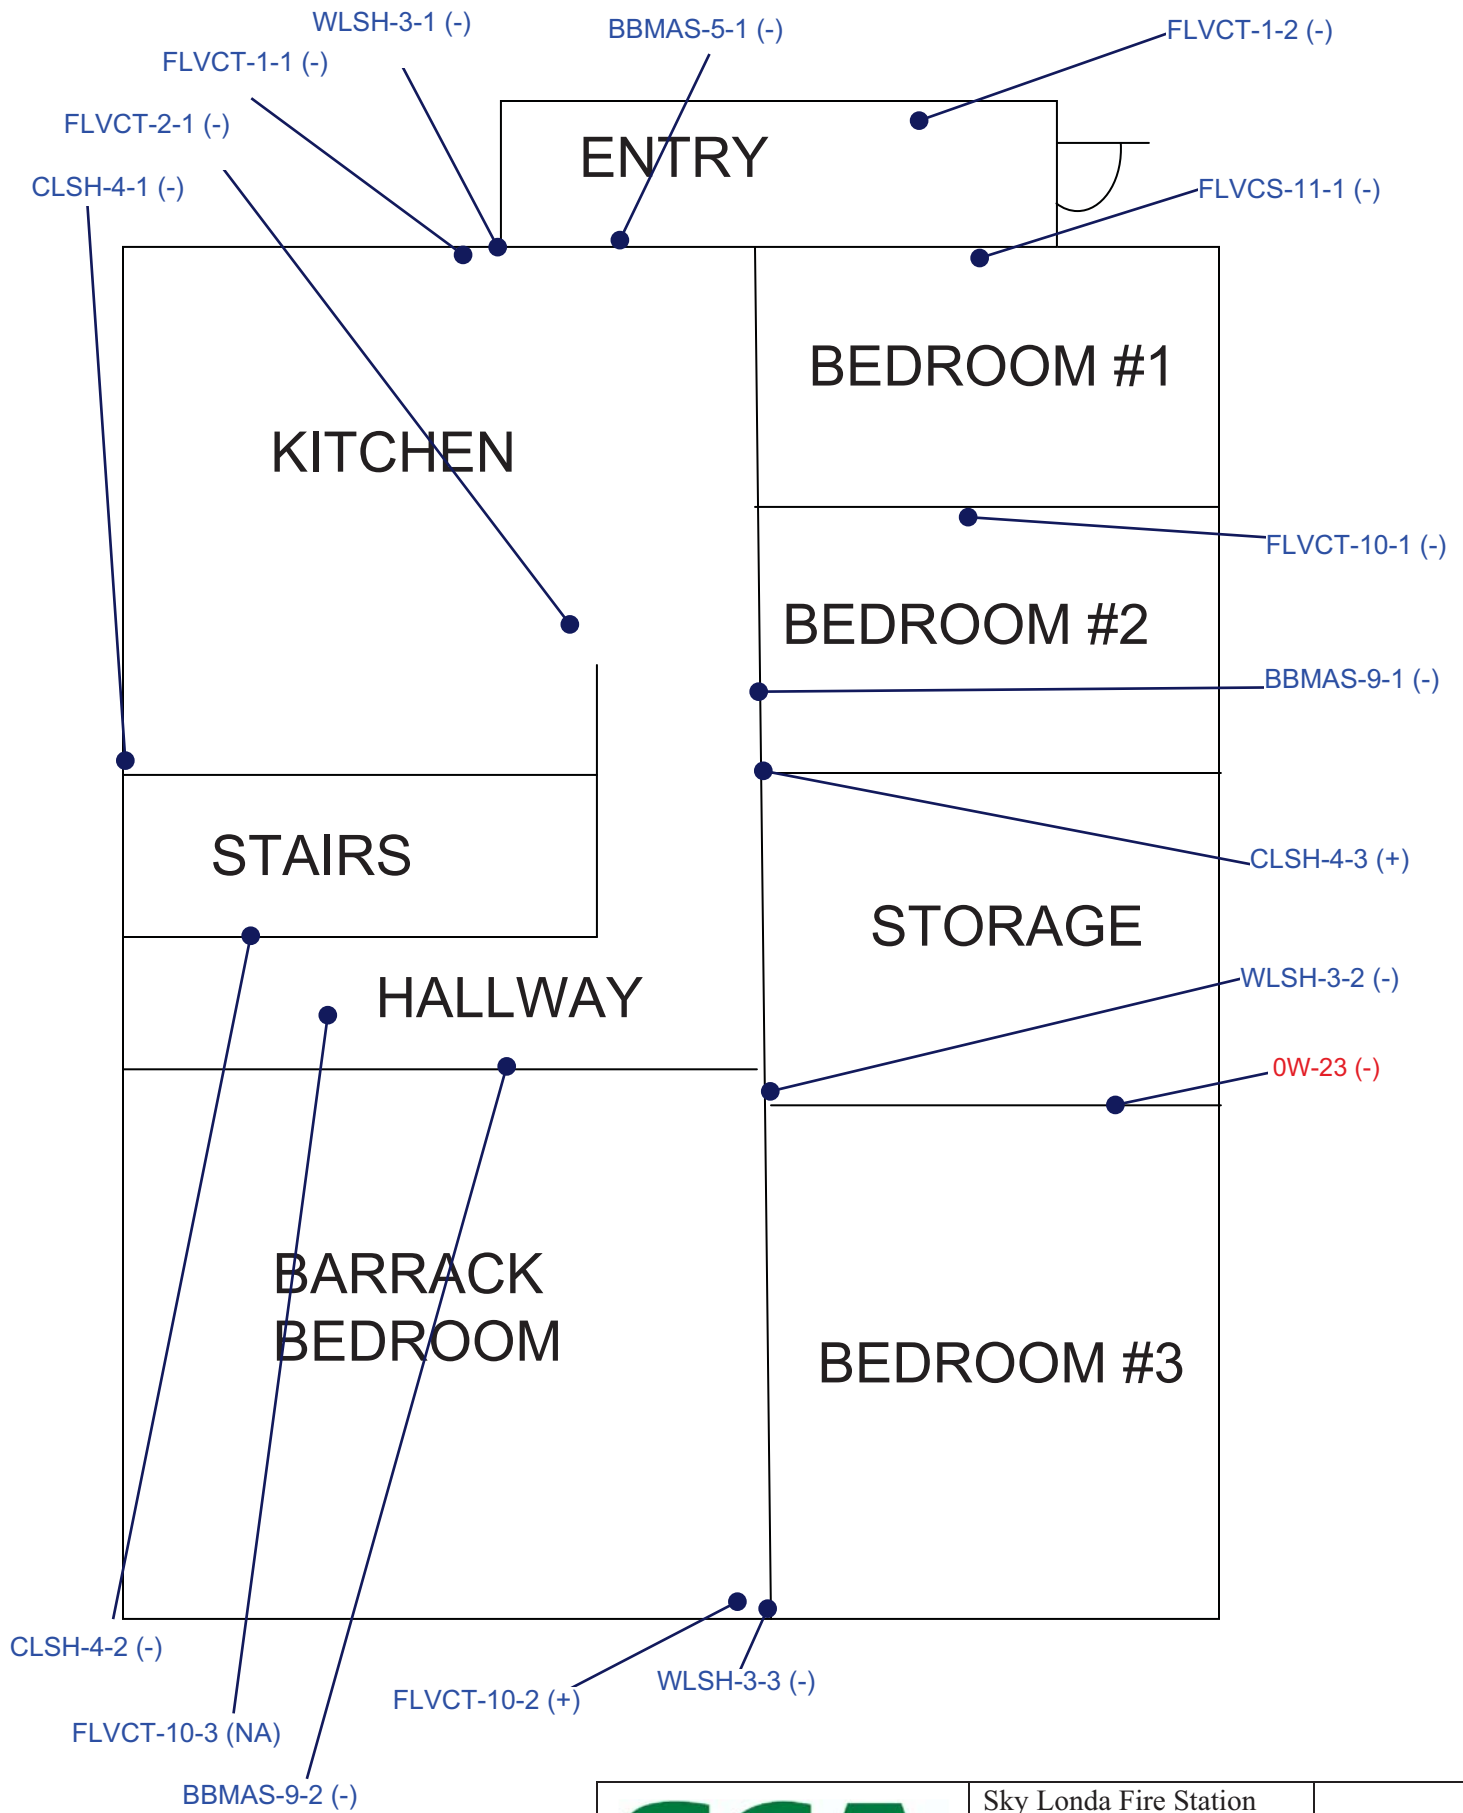 WLSH-3-1 (-)
BBMAS-5-1 (-)
FLVCT-1-2 (-)
FLVCT-1-1 (-)
FLVCT-2-1 (-)
ENTRY
CLSH-4-1 (-)
FLVCS-11-1 (-)
BEDROOM #1
KITCHEN
FLVCT-10-1 (-)
BEDROOM #2
BBMAS-9-1 (-)
STAIRS
CLSH-4-3 (+)
STORAGE
WLSH-3-2 (-)
HALLWAY
0W-23 (-)
BARRACK
BEDROOM
BEDROOM #3
CLSH-4-2 (-)
WLSH-3-3 (-)
FLVCT-10-2 (+)
FLVCT-10-3 (NA)
BBMAS-9-2 (-)
Sky Londa Fire Station